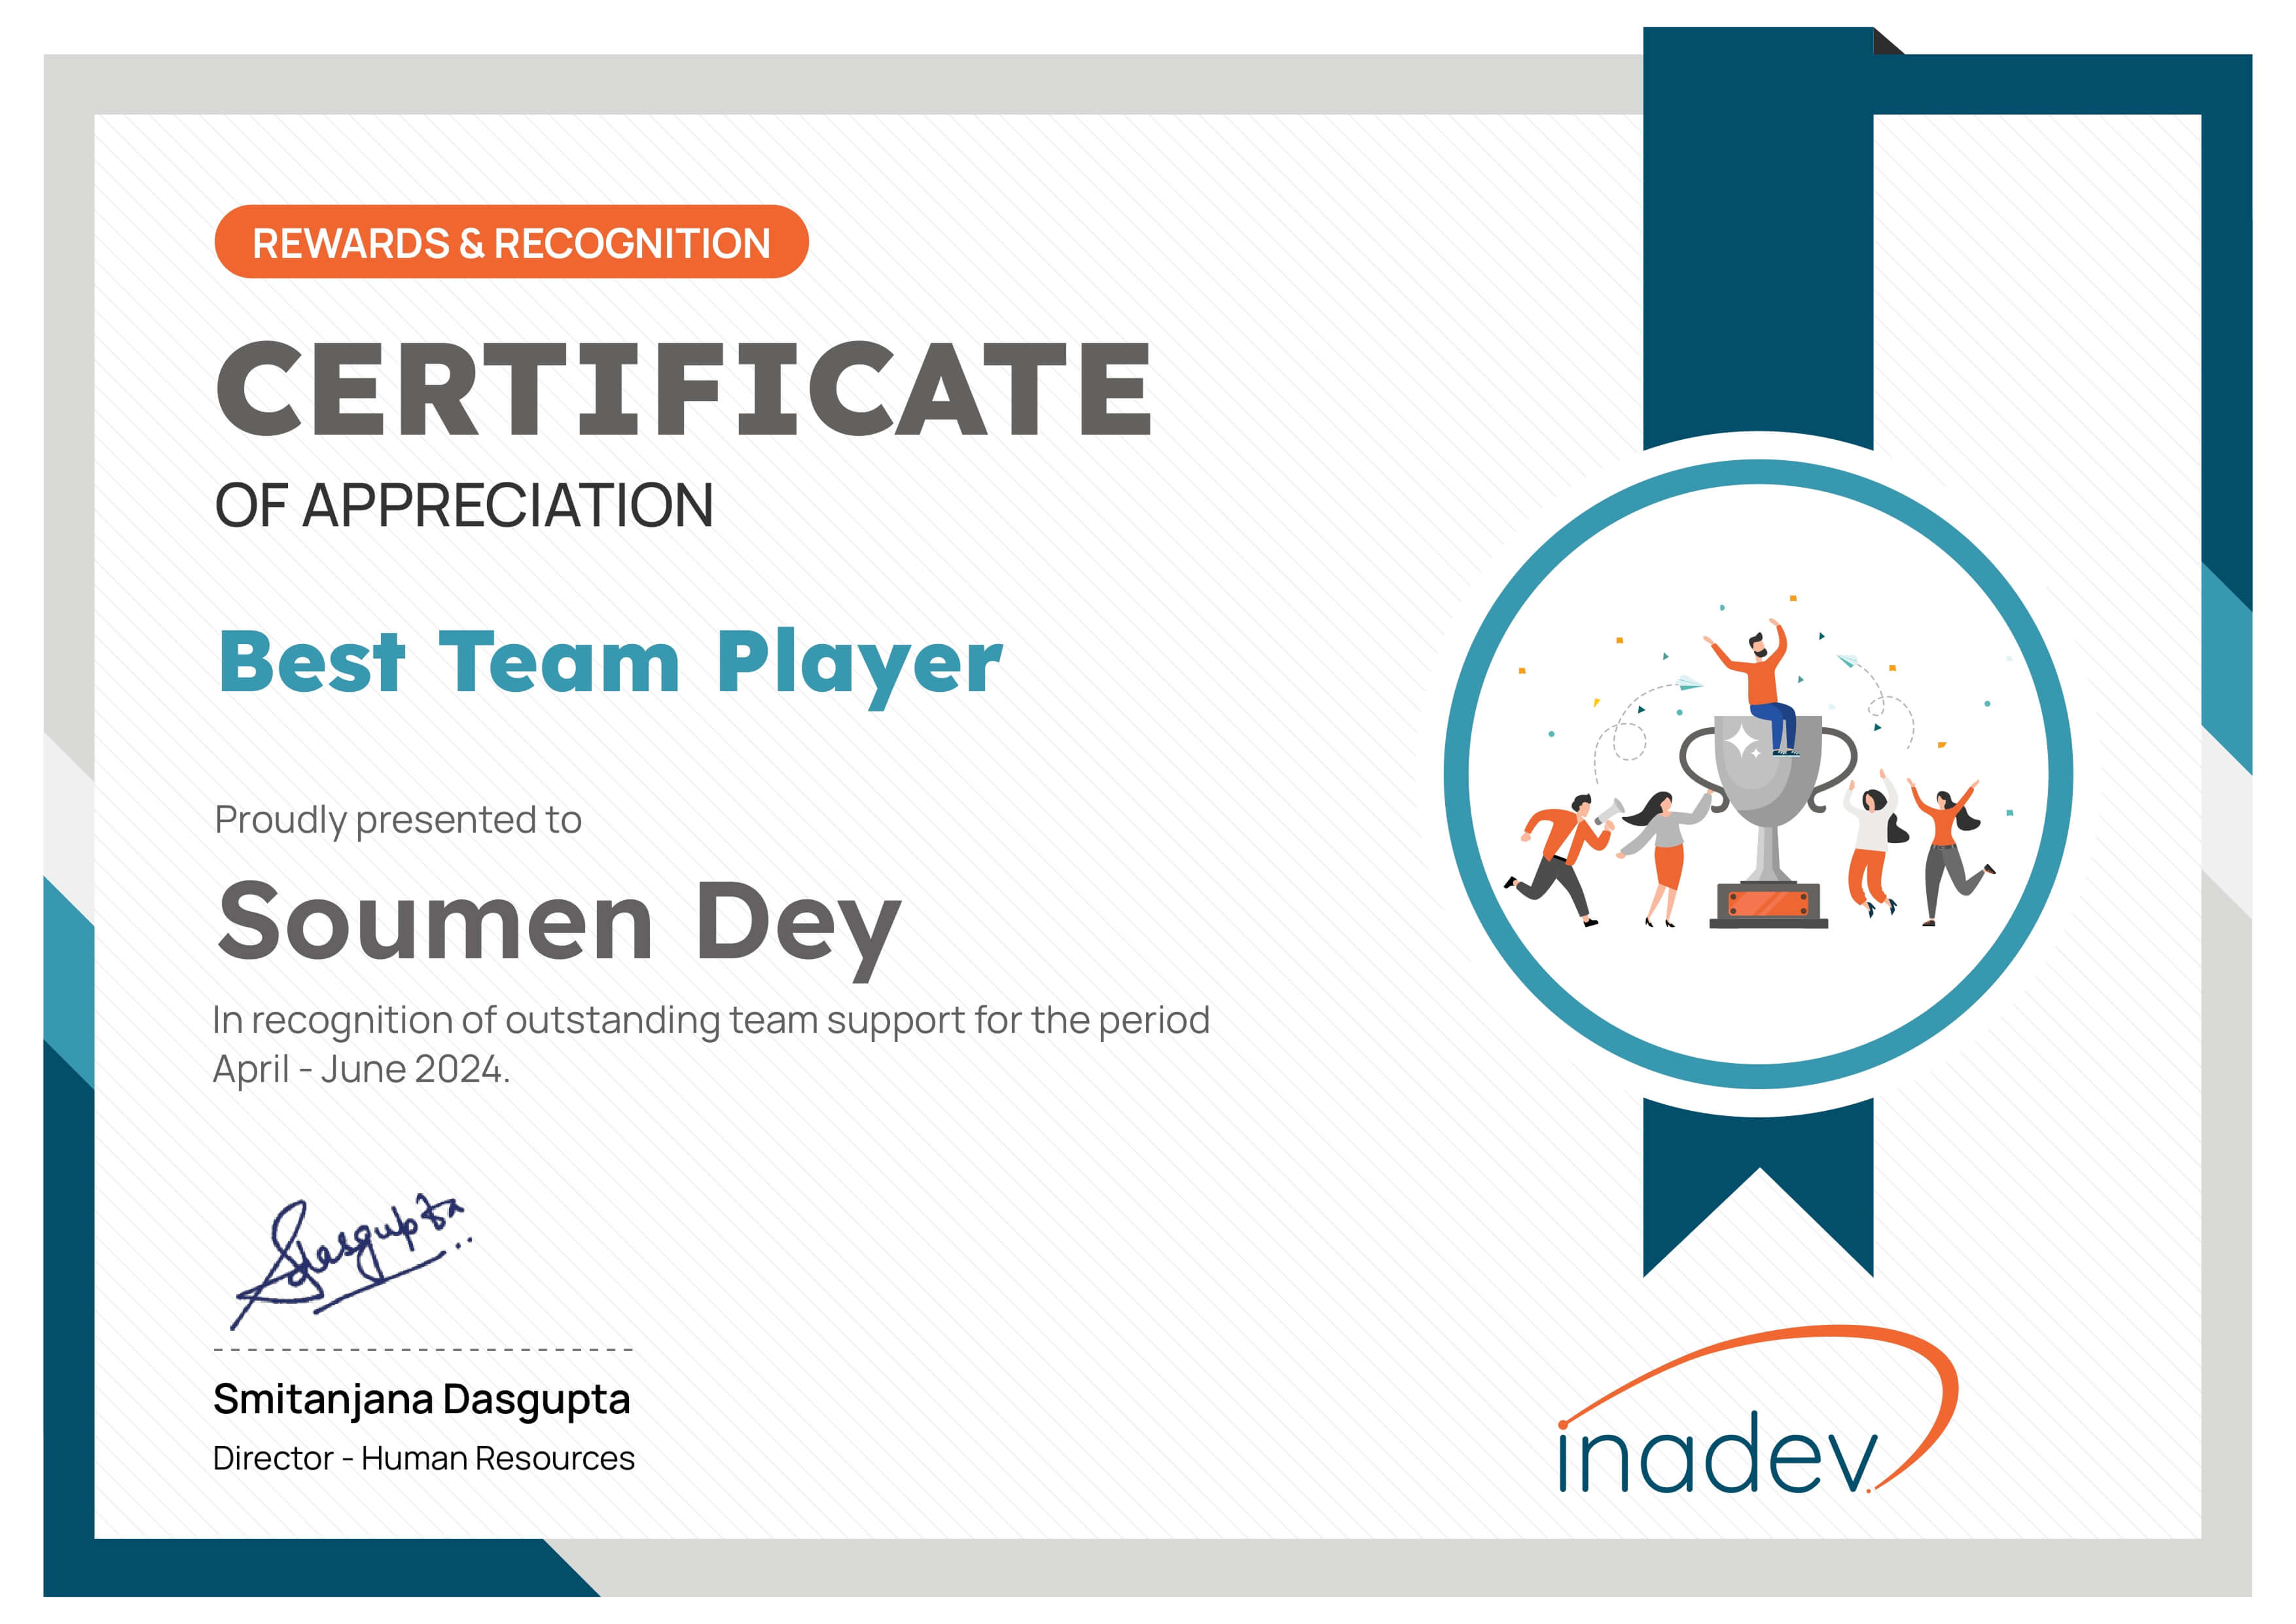 REWARDS & RECOGNITION
CERTIFICATE
OF APPRECIATION
Best Team Player
Proudly presented to
Soumen Dey
In recognition of outstanding team support for the period
April - June 2024.
Sdasgupta
Smitanjana Dasgupta
Director - Human Resources
inadev